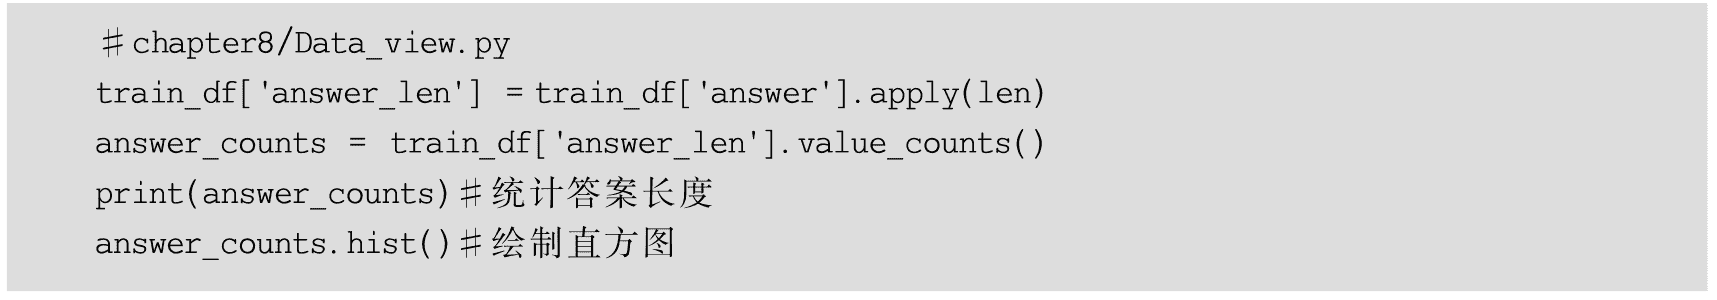 #chapter8/Data_view.py
train_df['answer_len'] = train_df['answer'].apply(len)
answer_counts = train_df['answer_len'].value_counts()
print(answer_counts)#统计答案长度
answer_counts.hist()#绘制直方图